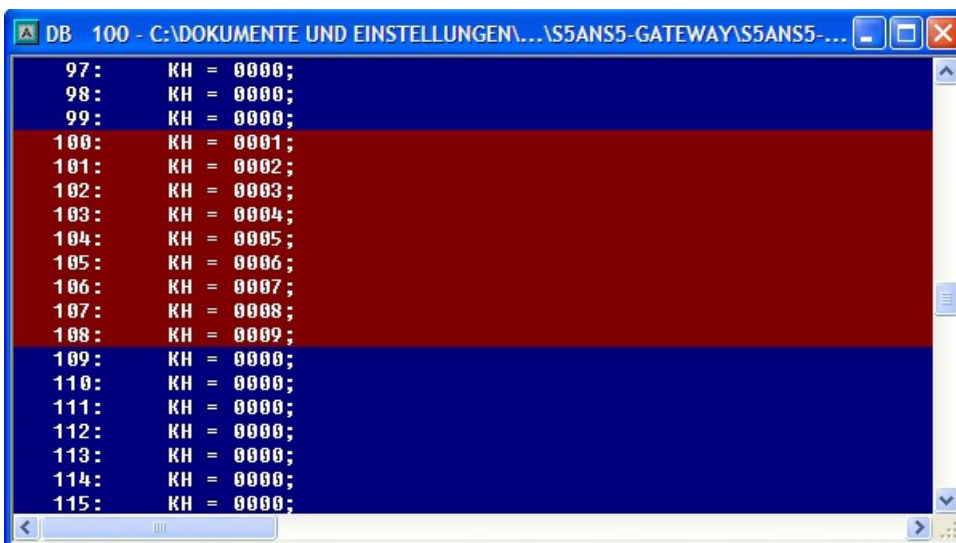 DB 100 - C:\DOKUMENTE UND EINSTELLUNGEN\...\S5ANS5-GATEWAY\S5ANS5-...
97: KH = 0000;
98: KH = 0000;
99: KH = 0000;
100: KH = 0001;
101: KH = 0002;
102: KH = 0003;
103: KH = 0004;
104: KH = 0005;
105: KH = 0006;
106: KH = 0007;
107: KH = 0008;
108: KH = 0009;
109: KH = 0000;
110: KH = 0000;
111: KH = 0000;
112: KH = 0000;
113: KH = 0000;
114: KH = 0000;
115: KH = 0000;